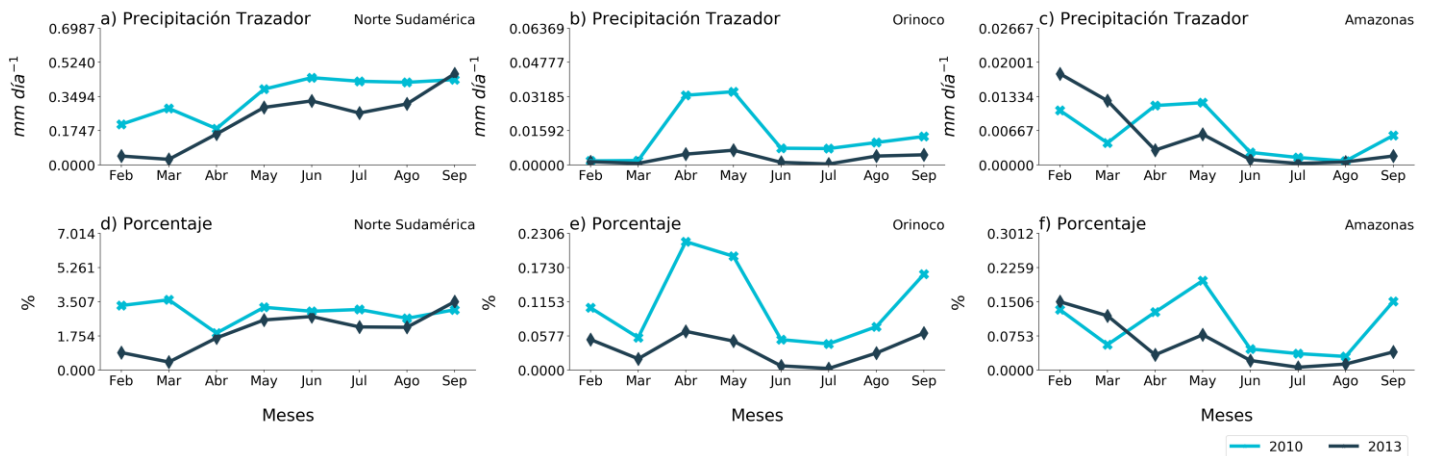 a) Precipitación Trazador
Norte Sudamérica
mm día⁻¹
0.6987
0.5240
0.3494
0.1747
0.0000
Feb Mar Abr May Jun Jul Ago Sep
b) Precipitación Trazador
Orinoco
mm día⁻¹
0.06369
0.04777
0.03185
0.01592
0.00000
Feb Mar Abr May Jun Jul Ago Sep
c) Precipitación Trazador
Amazonas
mm día⁻¹
0.02667
0.02001
0.01334
0.00667
0.00000
Feb Mar Abr May Jun Jul Ago Sep
d) Porcentaje
Norte Sudamérica
%
7.014
5.261
3.507
1.754
0.000
Feb Mar Abr May Jun Jul Ago Sep
Meses
e) Porcentaje
Orinoco
%
0.2306
0.1730
0.1153
0.0577
0.0000
Feb Mar Abr May Jun Jul Ago Sep
Meses
f) Porcentaje
Amazonas
%
0.3012
0.2259
0.1506
0.0753
0.0000
Feb Mar Abr May Jun Jul Ago Sep
Meses
2010
2013